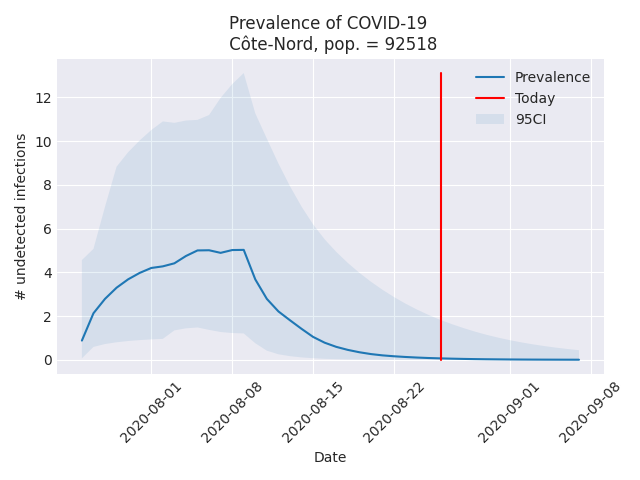 Prevalence of COVID-19
Côte-Nord, pop. = 92518
Prevalence
Today
95CI
# undetected infections
12
10
8
6
4
2
0
2020-08-01
2020-08-08
2020-08-15
2020-08-22
2020-09-01
2020-09-08
Date